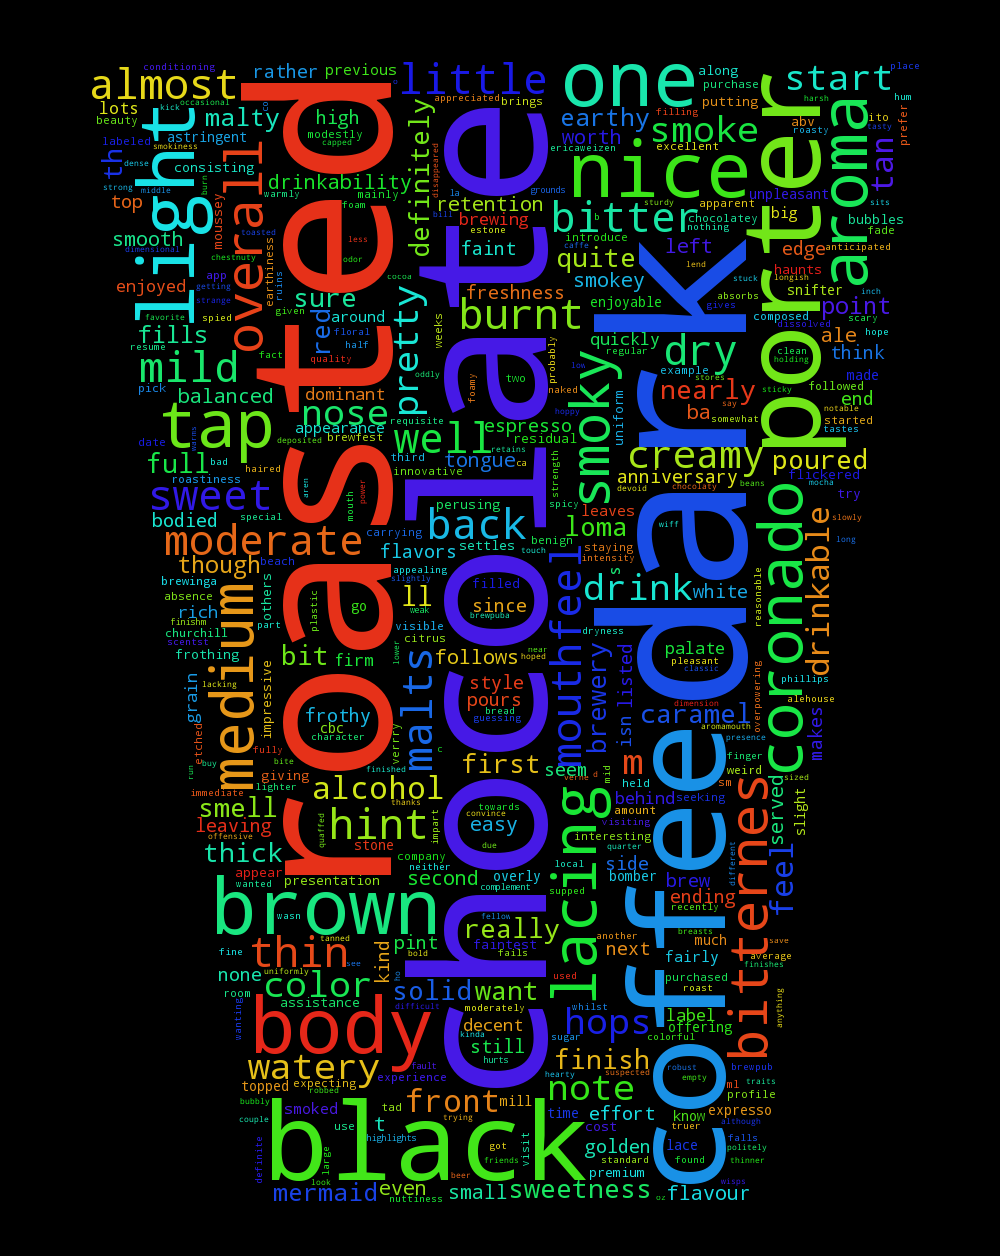 conditioning
almost
rather previous
little
one
along
start
place
lots
beauty
kick
occasional
co
roasted
high
modestly
capped
appreciated
brings
purchase
putting
harsh
hum
labeled
light
malty
astringent
smokiness
definitely
disappeared
earthy
worth
ericaweizen
smoke
excellent
filling
abv
roasty
ito
tasty
prefer
th
dense
consisting
overall
drinkability
mainly
warmly
foam
la
retention
brewing
estone
grounds
nice
sturdy
apparent
unpleasant
porter
aroma
tan
sits
strong
middle
burn
top
moussey
bill
chocolate
bitter
b
chocolatey
nothing
big
bubbles
fade
smooth
dimensional
toasted
chestnuty
less
odor
faint
introduce
caffe
quite
left
lend
stuck
edge
anticipated
haunts
longish
enjoyed
app
getting
strange
earthiness
ruins
cocoa
freshness
smokey
enjoyable
dark
absorbs
gives
snifter
inch
favorite
spied
sure
given
around
pretty
weeks
burnt
quickly
regular
composed
dissolved
point
scary
fills
resume
red
floral
half
fact
quality
oddly
foamy
two
probably
low
dry
example
stores
clean
holding
ale
hope
think
made
mild
pick
balanced
dominant
requisite
naked
hoppy
smoky
uniform
nearly
say
ba
somewhat
sticky
followed
end
notable
started
tastes
tap
date
warms
nose
appearance
brewfest
deposited
well
retains
espresso
residual
creamy
poured
full
bad
roastiness
haired
third
innovative
tongue
ca
strength
anniversary
devoid
chocolaty
beans
flickered
mocha
try
sweet
special
aren
mouth
power
perusing
spicy
leaves
wiff
coronado
slowly
bodied
moderate
carrying
back
benign
loma
staying
intensity
long
drinkable
though
beach
flavors
settles
touch
mouthfeel
s
brewinga
absence
others
plastic
appealing
slightly
filled
drink
white
reasonable
rich
finishm
churchill
scentst
frothing
medium
part
go
ll
weak
visible
citrus
since
brewpuba
dryness
palate
pleasant
classic
grain
lacking
impressive
bit
firm
lower
malts
follows
near
hoped
brewery
isn listed
overpowering
phillips
alehouse
etched
frothy
cbc
character
verrry
style
pours
bread
guessing
caramel
dimension
aromamouth
presence
makes
run
buy
bite
fully
giving
lighter
finished
c
first
seem
verne d
mid
m
held
sm
finger
weird
sized
immediate
smell
leaving
offensive
alcohol
thanks
quaffed
hint
impart
towards
convince
easy
due
lacing
behind
seeking
amount
visiting
interesting
quarter
bitternes
different
served
slight
thick
appear
wanted
presentation
stone
company
neither
second
overly
complement
local
supped
side
bomber
brew
ending
recently
feel
brown
wasn
tanned
fellow
really
faintest
fails
another
next
coffee
breasts
much
fairly
save
average
finishes
fine
thin
see
kind
pint
bold
none
room
uniformly
color
assistance
ho
solid
want
difficult
moderately
used
whilst
purchased
roast
label
offering
colorful
anything
wanting
body
decent
kinda
still
hurts
sugar
hops
watery
fault
experience
hearty
finish
suspected
robust
empty
brewpub
ml
traits
profile
topped
expecting
robbed
bubbly
couple
smoked
use
tad
t
highlights
front
trying
mill
note
time
effort
cost
know
truer
expresso
although
definite
black
large
look
got
friends
visit
golden
standard
lace
found
falls
politely
thinner
beer
premium
wisps
mermaid
even
nuttiness
small
sweetness
oz
flavour